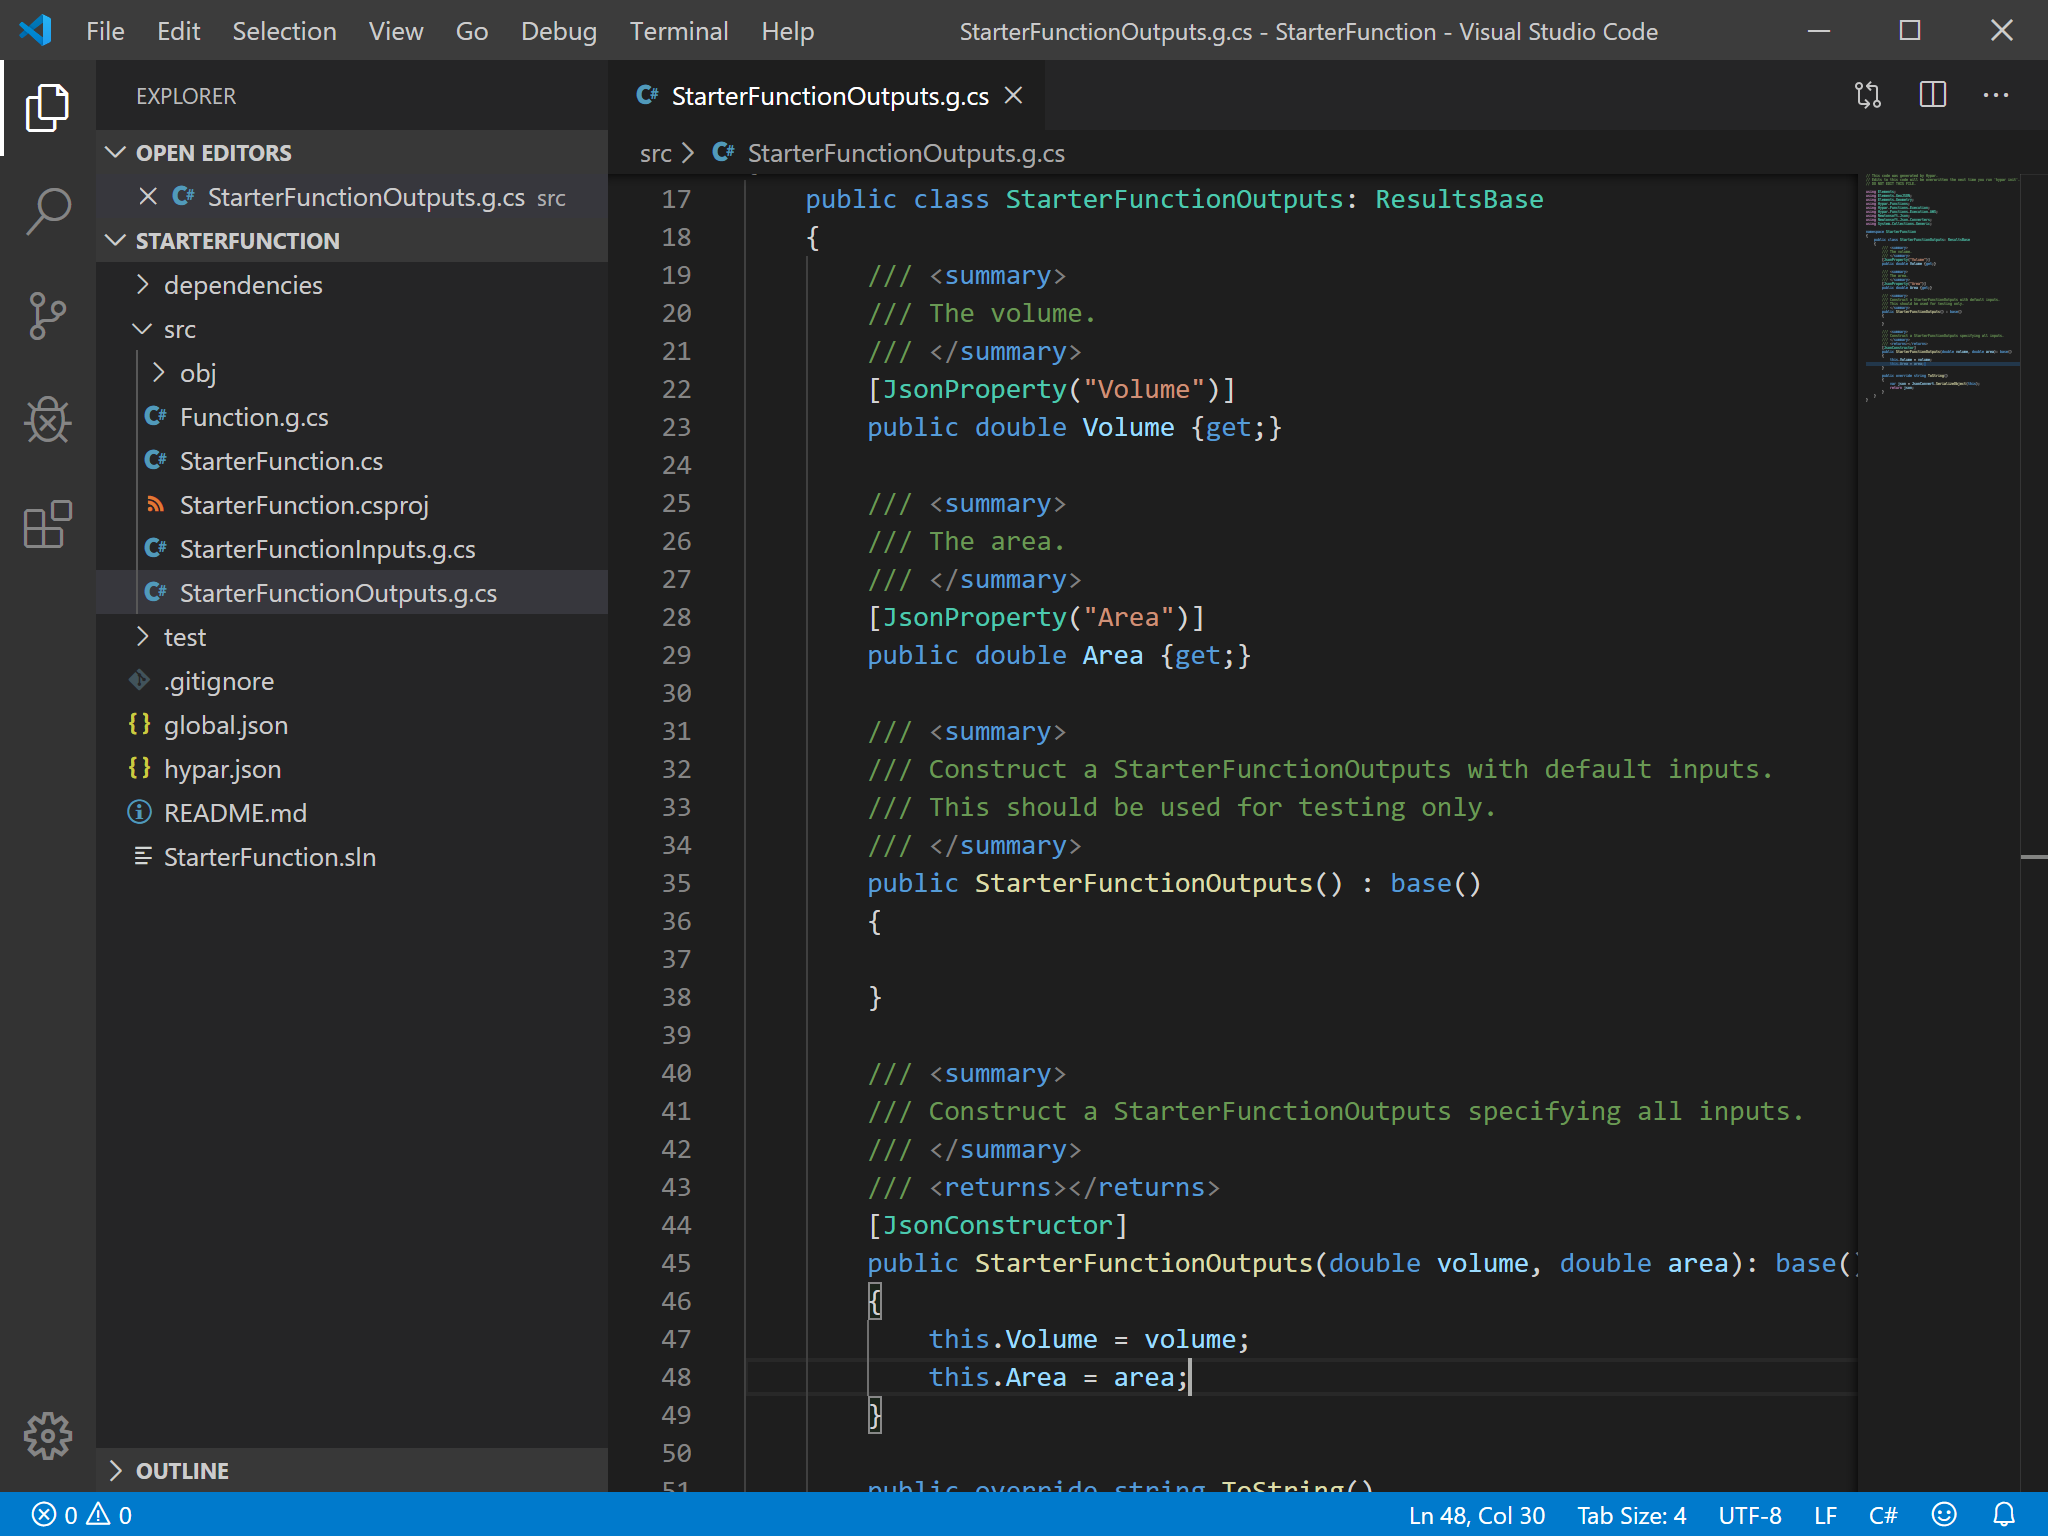 File Edit Selection View Go Debug Terminal Help StarterFunctionOutputs.g.cs - StarterFunction - Visual Studio Code
EXPLORER
OPEN EDITORS
StarterFunctionOutputs.g.cs src
STARTERFUNCTION
dependencies
src
obj
C# Function.g.cs
C# StarterFunction.cs
StarterFunction.csproj
C# StarterFunctionInputs.g.cs
C# StarterFunctionOutputs.g.cs
test
.gitignore
{} global.json
{} hypar.json
README.md
StarterFunction.sln
OUTLINE
C# StarterFunctionOutputs.g.cs
src > C# StarterFunctionOutputs.g.cs
17 public class StarterFunctionOutputs: ResultsBase
18 {
19 /// <summary>
20 /// The volume.
21 /// </summary>
22 [JsonProperty("Volume")]
23 public double Volume {get;}
24
25 /// <summary>
26 /// The area.
27 /// </summary>
28 [JsonProperty("Area")]
29 public double Area {get;}
30
31 /// <summary>
32 /// Construct a StarterFunctionOutputs with default inputs.
33 /// This should be used for testing only.
34 /// </summary>
35 public StarterFunctionOutputs() : base()
36 {
37
38 }
39
40 /// <summary>
41 /// Construct a StarterFunctionOutputs specifying all inputs.
42 /// </summary>
43 /// <returns></returns>
44 [JsonConstructor]
45 public StarterFunctionOutputs(double volume, double area): base()
46 {
47 this.Volume = volume;
48 this.Area = area;
49 }
50
51 public override string ToString()
0 0 Ln 48, Col 30 Tab Size: 4 UTF-8 LF C#